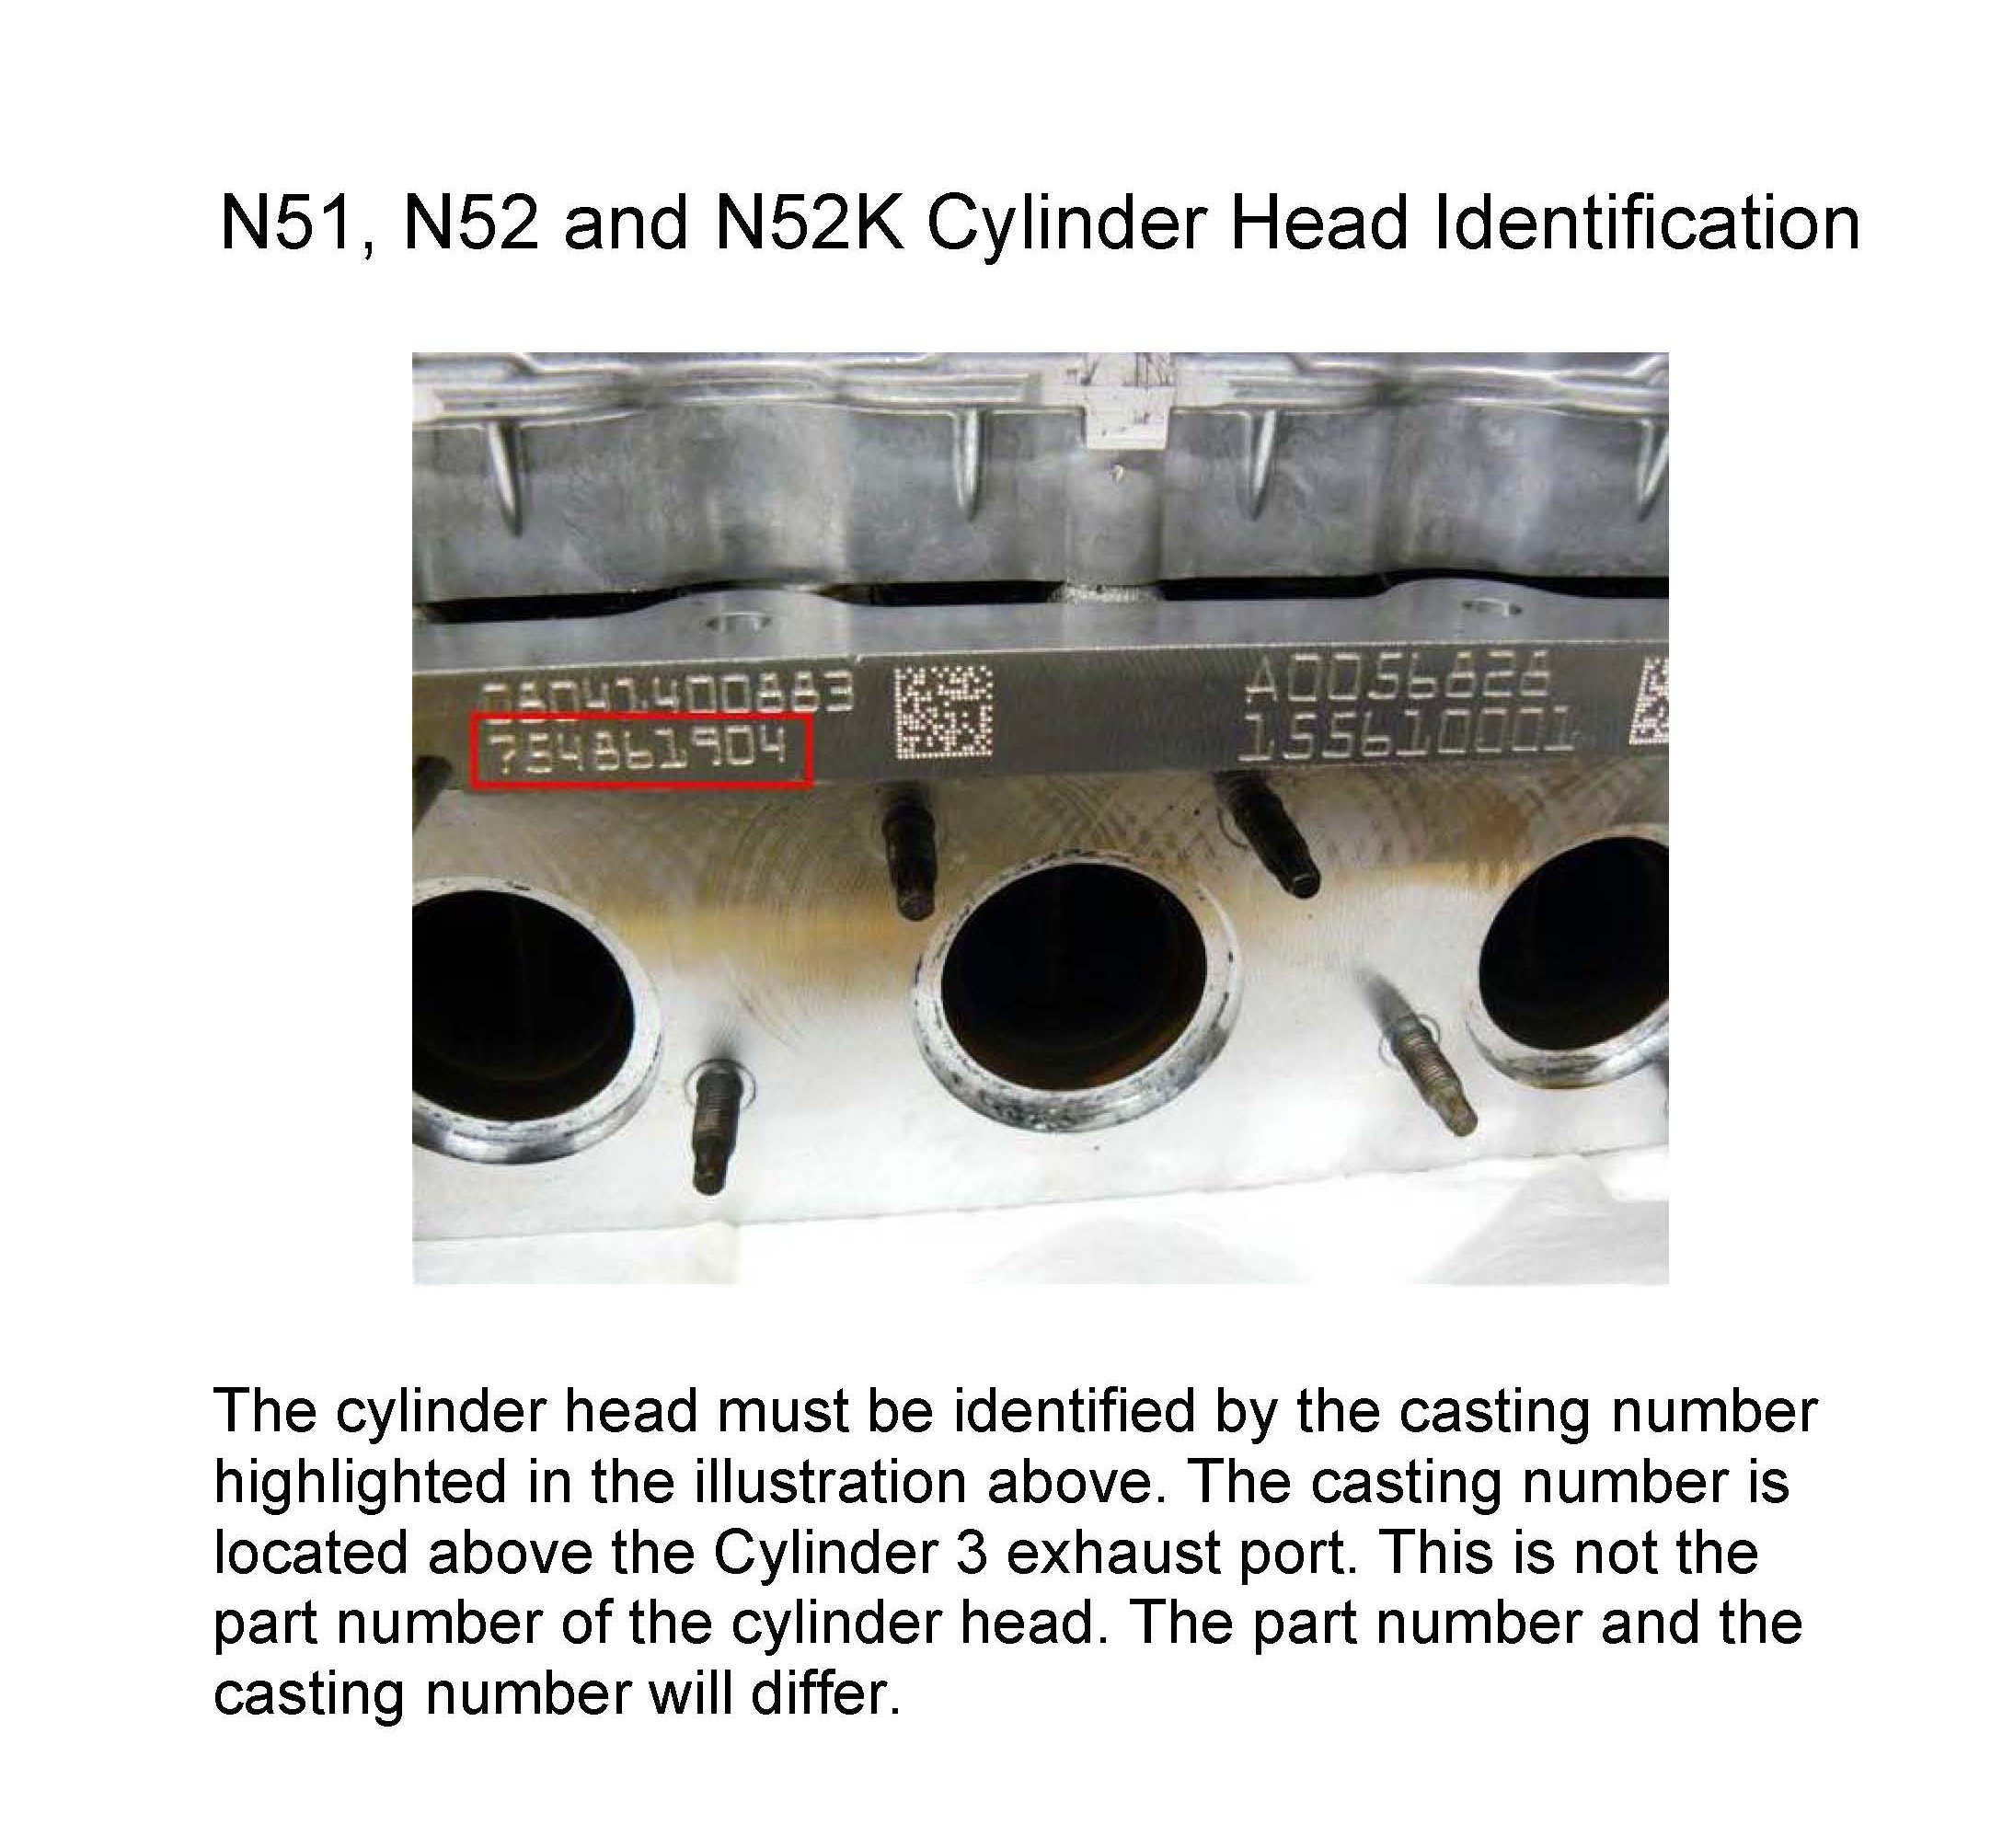 N51, N52 and N52K Cylinder Head Identification
08041400883
754861904
A0056828
155610001
The cylinder head must be identified by the casting number
highlighted in the illustration above. The casting number is
located above the Cylinder 3 exhaust port. This is not the
part number of the cylinder head. The part number and the
casting number will differ.